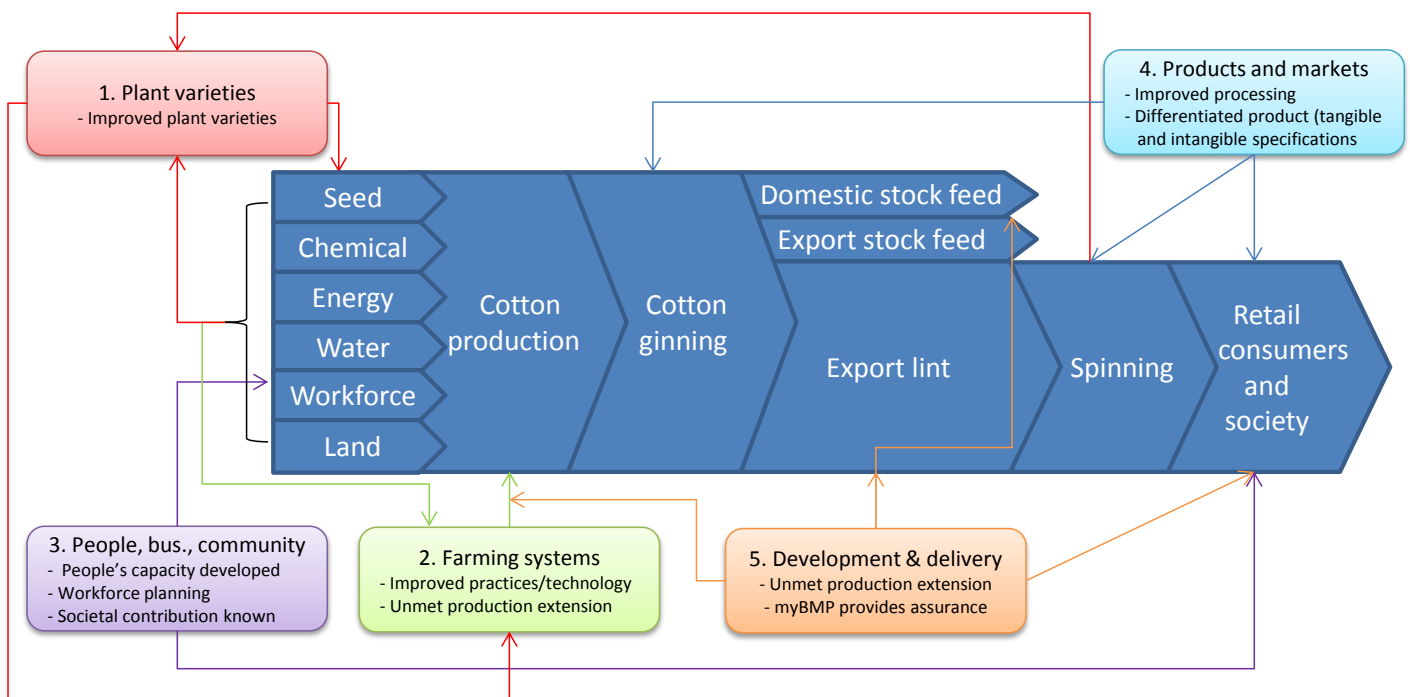 1. Plant varieties
- Improved plant varieties
4. Products and markets
- Improved processing
- Differentiated product (tangible
and intangible specifications
Seed
Chemical
Energy
Water
Workforce
Land
Cotton
production
Cotton
ginning
Domestic stock feed
Export stock feed
Export lint
Spinning
Retail
consumers
and
society
3. People, bus., community
- People's capacity developed
- Workforce planning
- Societal contribution known
2. Farming systems
- Improved practices/technology
- Unmet production extension
5. Development & delivery
- Unmet production extension
- myBMP provides assurance